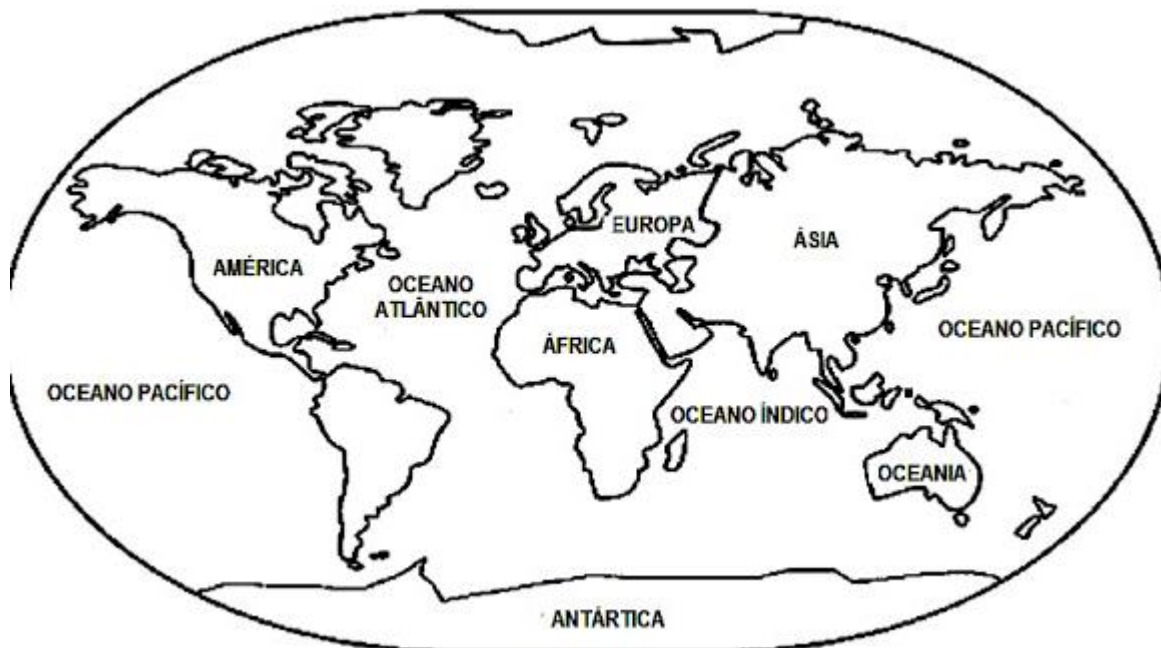 EUROPA
ÁSIA
AMÉRICA
OCEANO
ATLÂNTICO
OCEANO PACÍFICO
ÁFRICA
OCEANO PACÍFICO
OCEANO ÍNDICO
OCEANIA
ANTÁRTICA